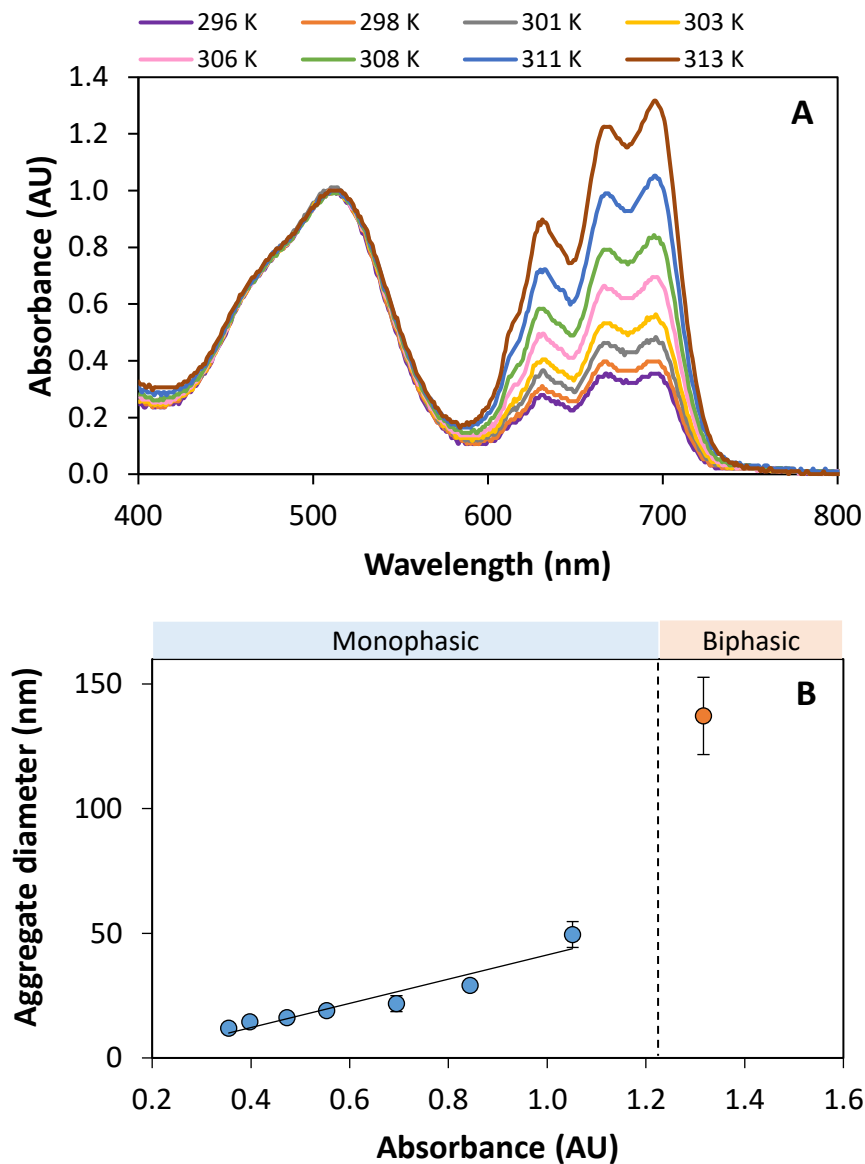 296 K 298 K 301 K 303 K
306 K 308 K 311 K 313 K
1.4
1.2
1.0
0.8
0.6
0.4
0.2
0.0
Absorbance (AU)
A
400 500 600 700 800
Wavelength (nm)
Monophasic Biphasic
150
100
50
0
Aggregate diameter (nm)
B
0.2 0.4 0.6 0.8 1.0 1.2 1.4 1.6
Absorbance (AU)